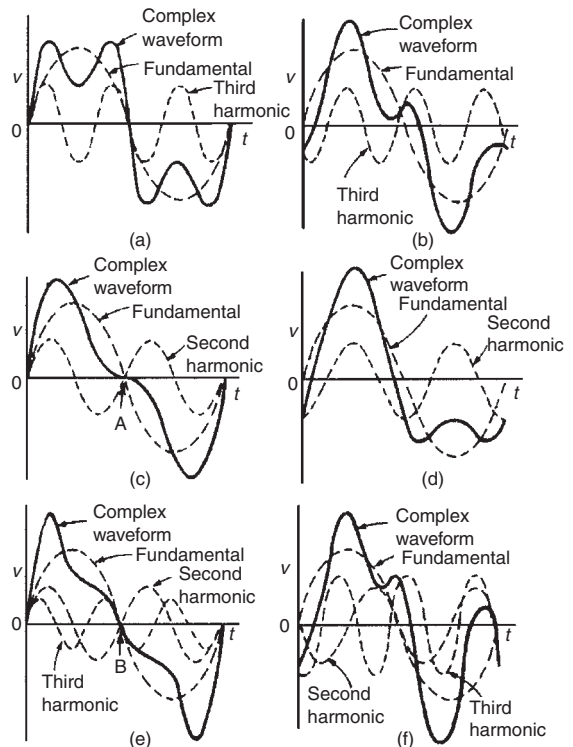 Complex
waveform
Fundamental
Third
harmonic
v
0
t
(a)
Complex
waveform
Fundamental
v
0
t
Third
harmonic
(b)
Complex
waveform
Fundamental
Second
harmonic
v
0
t
A
(c)
Complex
waveform
Fundamental
Second
harmonic
v
0
t
(d)
Complex
waveform
Fundamental
Second
harmonic
v
0
t
Third
harmonic
B
(e)
Complex
waveform
Fundamental
v
0
t
Second
harmonic
Third
harmonic
(f)